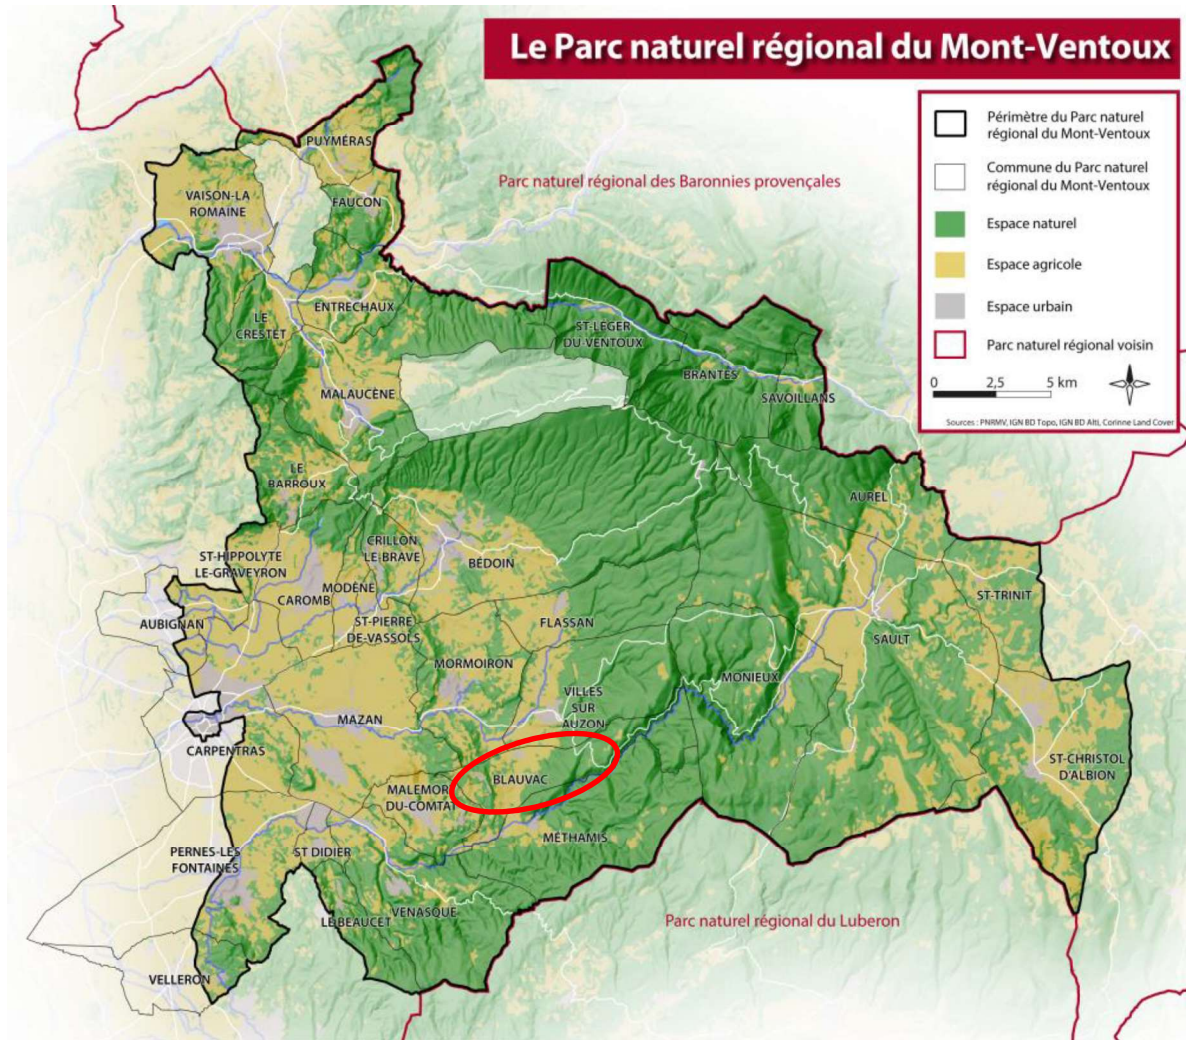 Le Parc naturel régional du Mont-Ventoux
Périmètre du Parc naturel
régional du Mont-Ventoux
Commune du Parc naturel
régional du Mont-Ventoux
Espace naturel
Espace agricole
Espace urbain
Parc naturel régional voisin
0 2,5 5 km
Sources : PNRMV, IGN BD Topo, IGN BD Alti, Corinne Land Cover
Parc naturel régional des Baronnies provençales
PUYMÉRAS
VAISON-LA
ROMAINE
FAUCON
ENTRECHAUX
LE
CRESTET
ST-LÉGER
DU-VENTOUX
BRANTES
SAVOILLANS
MALAUCÈNE
LE
BARROUX
AUREL
CRILLON
LE-BRAVE
ST-HIPPOLYTE
LE-GRAVEYRON
BÉDOIN
MODÈNE
CAROMB
ST-TRINIT
AUBIGNAN
ST-PIERRE
DE-VASSOLS
FLASSAN
SAULT
MORMOIRON
MONIEUX
VILLES
SUR
AUZON
MAZAN
CARPENTRAS
ST-CHRISTOL
D'ALBION
BLAUVAC
MALEMOR
DU-COMTAT
MÉTHAMIS
PERNES-LES
FONTAINES
ST DIDIER
LE BEAUCET
VENASQUE
Parc naturel régional du Luberon
VELLERON